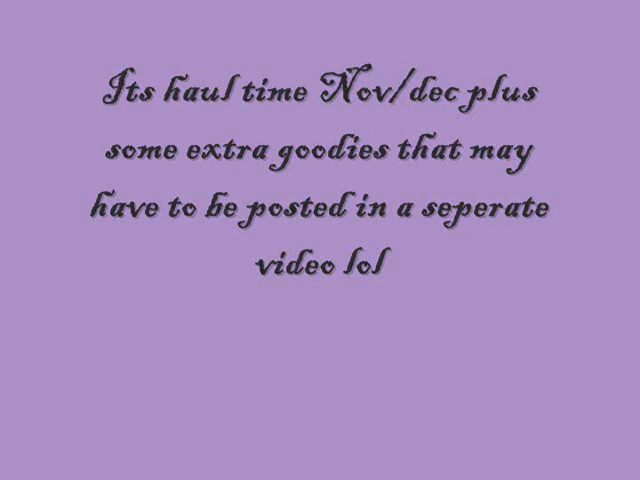 Its haul time Nov/dec plus
some extra goodies that may
have to be posted in a seperate
video lol